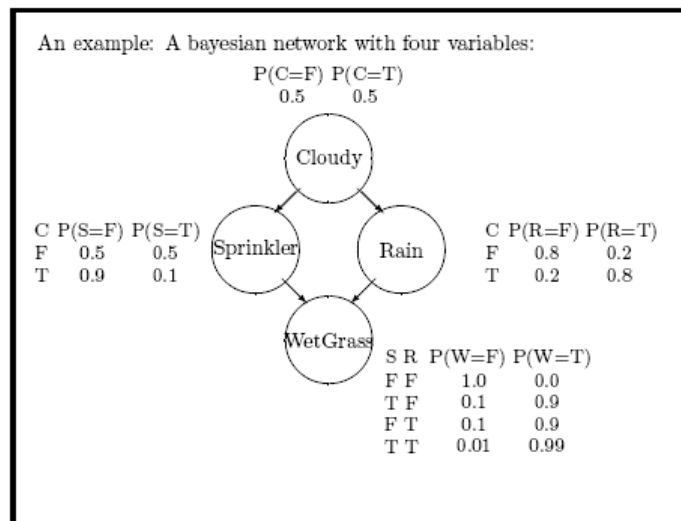 An example: A bayesian network with four variables:
P(C=F) P(C=T)
0.5 0.5
Cloudy
C P(S=F) P(S=T)
F 0.5 0.5
T 0.9 0.1
Sprinkler
Rain
C P(R=F) P(R=T)
F 0.8 0.2
T 0.2 0.8
WetGrass
S R P(W=F) P(W=T)
F F 1.0 0.0
T F 0.1 0.9
F T 0.1 0.9
T T 0.01 0.99